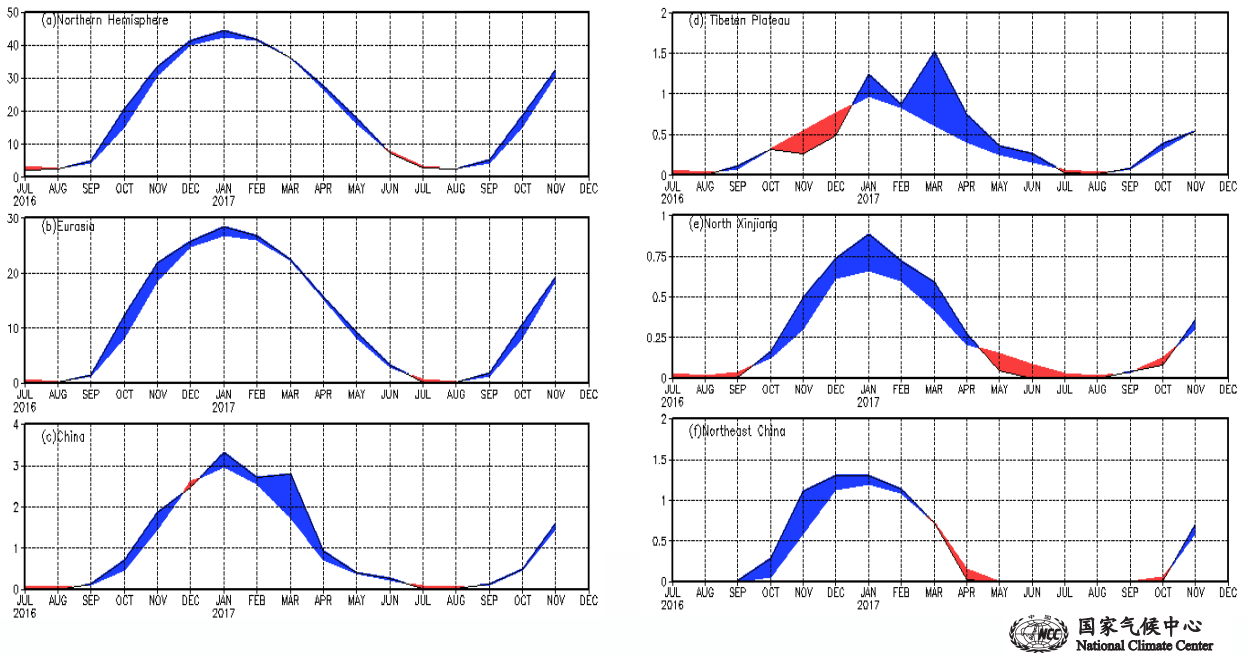 (a)Northern Hemisphere
50
40
30
20
10
0
JUL AUG SEP OCT NOV DEC JAN FEB MAR APR MAY JUN JUL AUG SEP OCT NOV DEC
2016 2017
(d) Tibeten Plateau
2
1.5
1
0.5
0
JUL AUG SEP OCT NOV DEC JAN FEB MAR APR MAY JUN JUL AUG SEP OCT NOV DEC
2016 2017
(b)Eurasia
30
20
10
0
JUL AUG SEP OCT NOV DEC JAN FEB MAR APR MAY JUN JUL AUG SEP OCT NOV DEC
2016 2017
(e)North Xinjiang
1
0.75
0.5
0.25
0
JUL AUG SEP OCT NOV DEC JAN FEB MAR APR MAY JUN JUL AUG SEP OCT NOV DEC
2016 2017
(c)China
4
3
2
1
0
JUL AUG SEP OCT NOV DEC JAN FEB MAR APR MAY JUN JUL AUG SEP OCT NOV DEC
2016 2017
(f)Northeast China
2
1.5
1
0.5
0
JUL AUG SEP OCT NOV DEC JAN FEB MAR APR MAY JUN JUL AUG SEP OCT NOV DEC
2016 2017
NCC
国家气候中心
National Climate Center